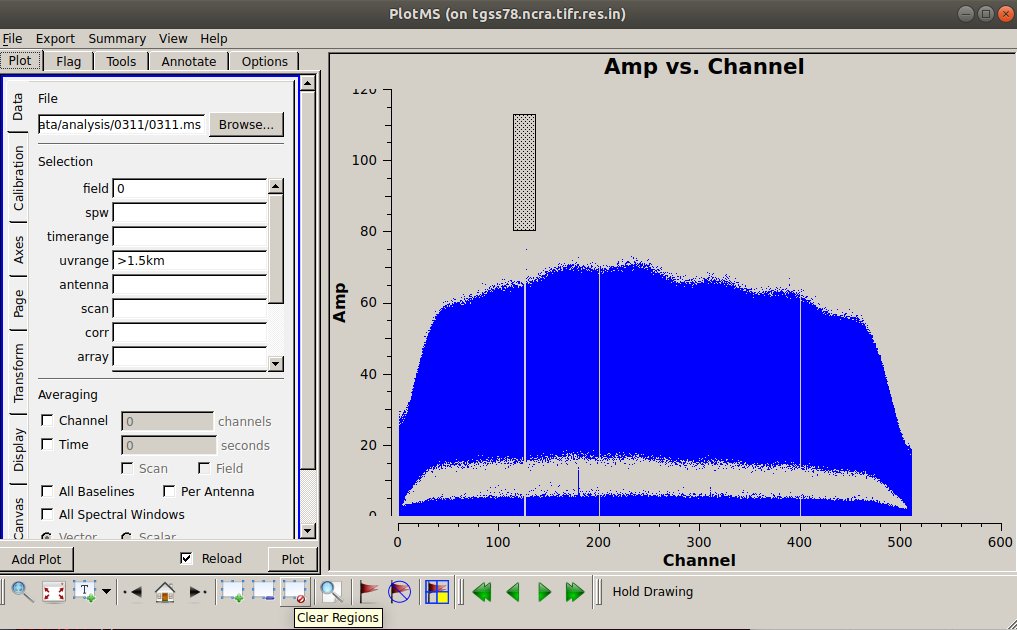 PlotMS (on tgss78.ncra.tifr.res.in)
File Export Summary View Help
Plot Flag Tools Annotate Options
Data
Calibration
Axes
Page
Transform
Display
Canvas
File
ata/analysis/0311/0311.ms Browse...
Selection
field 0
spw
timerange
uvrange >1.5km
antenna
scan
corr
array
Averaging
Channel 0 channels
Time 0 seconds
Scan Field
All Baselines Per Antenna
All Spectral Windows
Vector Scalar
Add Plot Reload Plot
Amp vs. Channel
Amp
120
100
80
60
40
20
0
0 100 200 300 400 500 600
Channel
T
Hold Drawing
Clear Regions